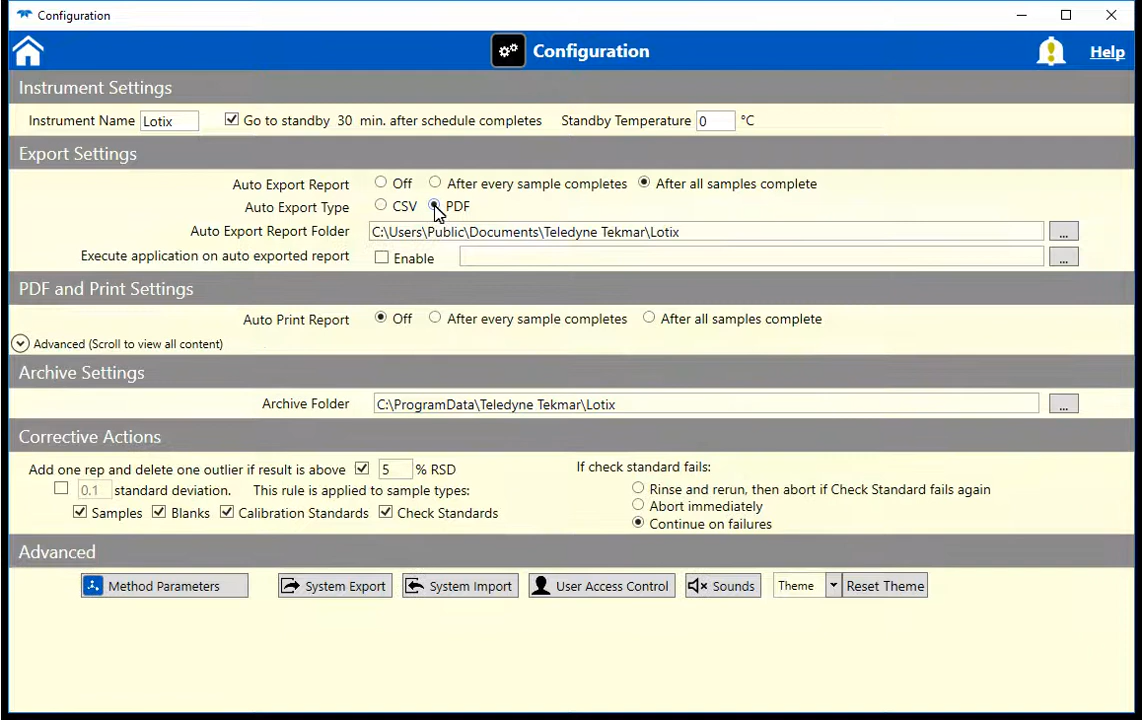 Configuration
Configuration
Help
Instrument Settings
Instrument Name Lotix Go to standby 30 min. after schedule completes Standby Temperature 0 °C
Export Settings
Auto Export Report Off After every sample completes After all samples complete
Auto Export Type CSV PDF
Auto Export Report Folder C:\Users\Public\Documents\Teledyne Tekmar\Lotix ...
Execute application on auto exported report Enable ...
PDF and Print Settings
Auto Print Report Off After every sample completes After all samples complete
Advanced (Scroll to view all content)
Archive Settings
Archive Folder C:\ProgramData\Teledyne Tekmar\Lotix ...
Corrective Actions
Add one rep and delete one outlier if result is above 5 % RSD
0.1 standard deviation. This rule is applied to sample types:
Samples Blanks Calibration Standards Check Standards
If check standard fails:
Rinse and rerun, then abort if Check Standard fails again
Abort immediately
Continue on failures
Advanced
Method Parameters System Export System Import User Access Control Sounds Theme Reset Theme